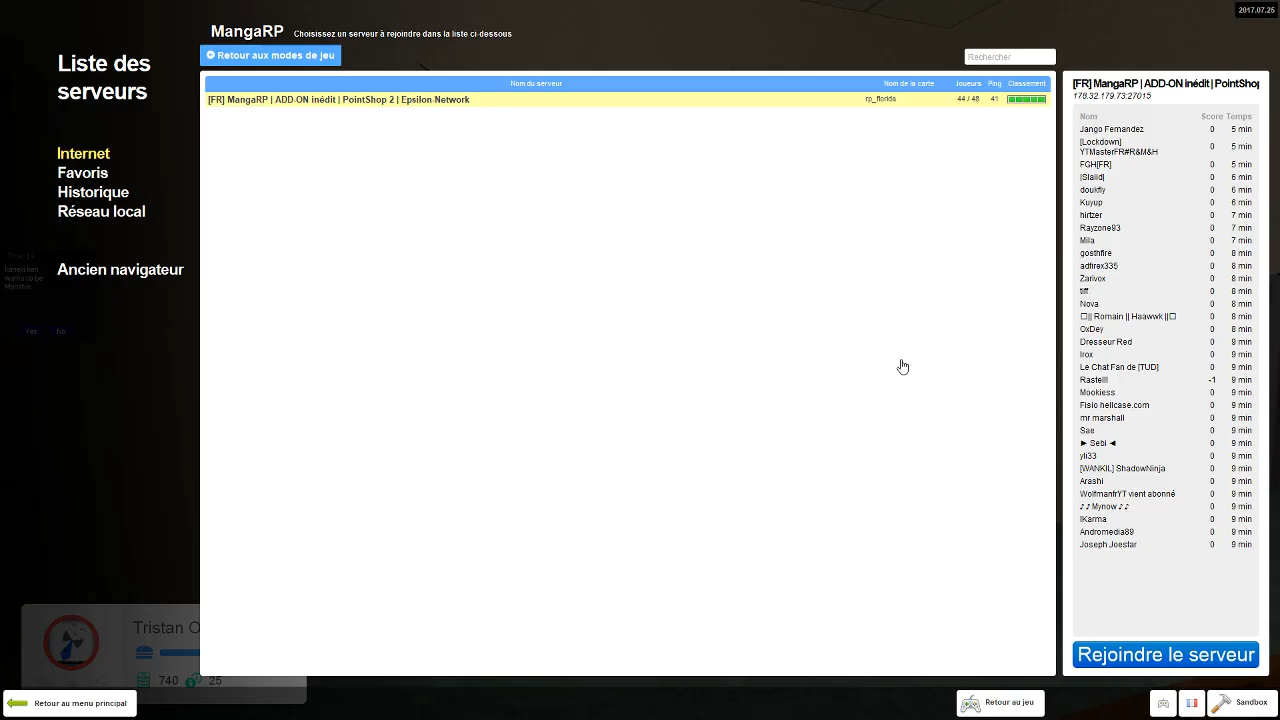 2017.07.25
MangaRP Choisissez un serveur à rejoindre dans la liste ci-dessous
Liste des
serveurs
Retour aux modes de jeu
Rechercher
Internet
Favoris
Historique
Réseau local
Ancien navigateur
Nom du serveur Nom de la carte Joueurs Ping Classement
[FR] MangaRP | ADD-ON inédit | PointShop 2 | Epsilon-Network rp_florida 44 / 48 41
[FR] MangaRP | ADD-ON inédit | PointShop
178.32.179.73:27015
Nom Score Temps
Jango Fernandez 0 5 min
[Lockdown]
YTMasterFR#R&M&H 0 5 min
FGH[FR] 0 5 min
|Slaiid| 0 6 min
doukfly 0 6 min
Kuyup 0 6 min
hirtzer 0 7 min
Rayzone93 0 7 min
Mila 0 7 min
gosthfire 0 8 min
adfirex335 0 8 min
Zarivox 0 8 min
tiff 0 8 min
Nova 0 8 min
☐|| Romain || Haawwk ||☐ 0 8 min
OxDey 0 8 min
Dresseur Red 0 9 min
Irox 0 9 min
Le Chat Fan de [TUD] 0 9 min
Rastelll -1 9 min
Mookiess 0 9 min
Fisio hellcase.com 0 9 min
mr marshall 0 9 min
Sae 0 9 min
► Sebi ◄ 0 9 min
yli33 0 9 min
[WANKIL] ShadowNinja 0 9 min
Arashi 0 9 min
WolfmanfrYT vient abonné 0 9 min
♪ ♪ Mynow ♪ ♪ 0 9 min
IKarma 0 9 min
Andromedia89 0 9 min
Joseph Joestar 0 9 min
Rejoindre le serveur
kaneki ken
wants to be
Yes No
Tristan O
740 25
Retour au menu principal
Retour au jeu
Sandbox